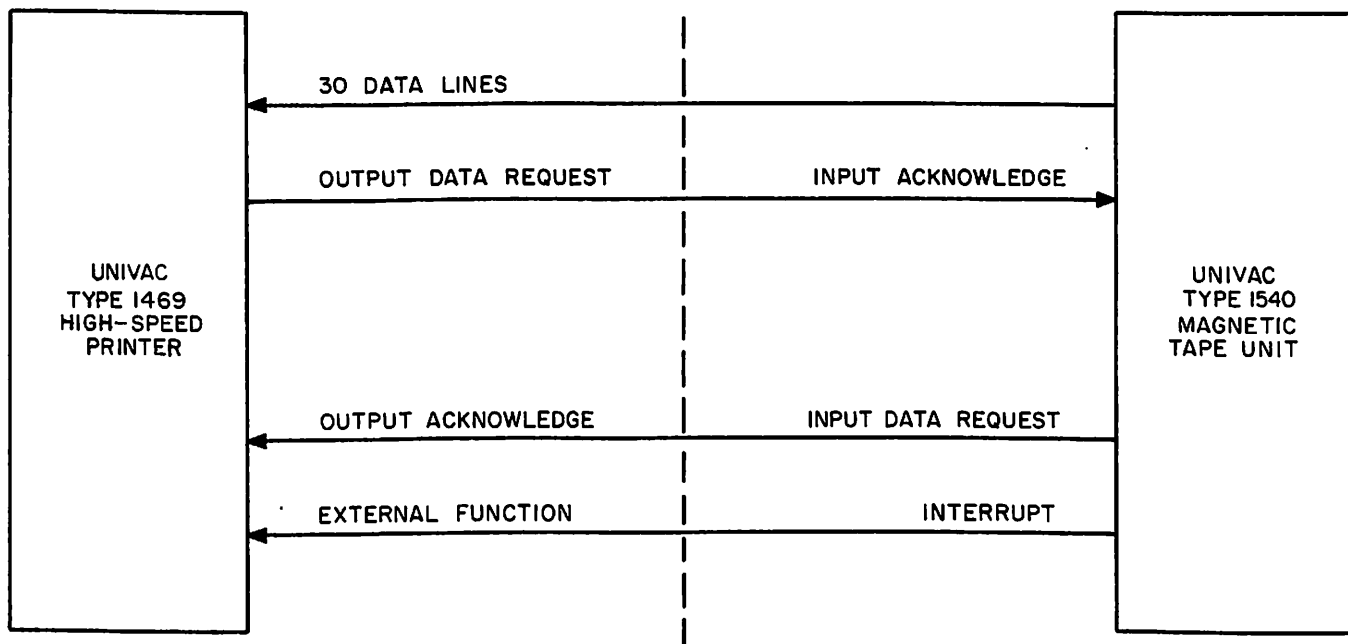 30 DATA LINES
OUTPUT DATA REQUEST
INPUT ACKNOWLEDGE
UNIVAC
TYPE 1469
HIGH-SPEED
PRINTER
UNIVAC
TYPE 1540
MAGNETIC
TAPE UNIT
OUTPUT ACKNOWLEDGE
INPUT DATA REQUEST
EXTERNAL FUNCTION
INTERRUPT